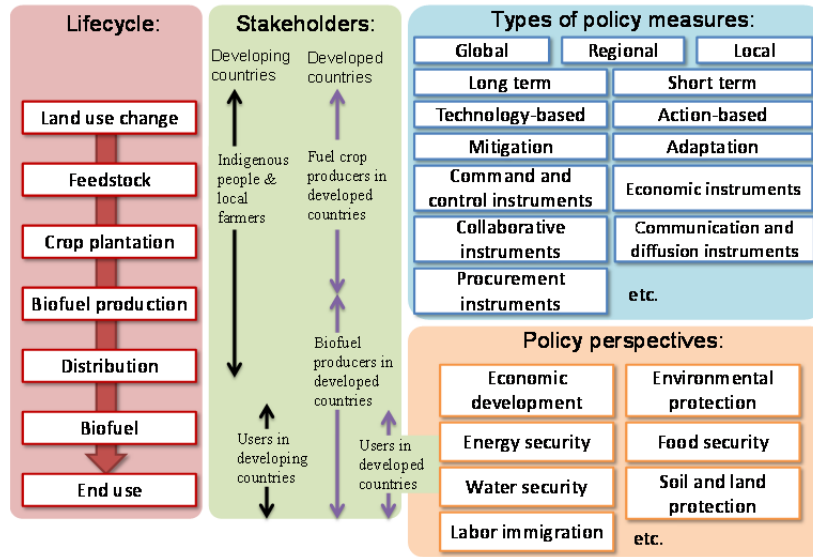 Lifecycle:
Land use change
Feedstock
Crop plantation
Biofuel production
Distribution
Biofuel
End use
Stakeholders:
Developing
countries
Developed
countries
Indigenous
people &
local
farmers
Fuel crop
producers in
developed
countries
Biofuel
producers in
developed
countries
Users in
developing
countries
Users in
developed
countries
Types of policy measures:
Global
Regional
Local
Long term
Short term
Technology-based
Action-based
Mitigation
Adaptation
Command and
control instruments
Economic instruments
Collaborative
instruments
Communication and
diffusion instruments
Procurement
instruments
etc.
Policy perspectives:
Economic
development
Environmental
protection
Energy security
Food security
Water security
Soil and land
protection
Labor immigration
etc.